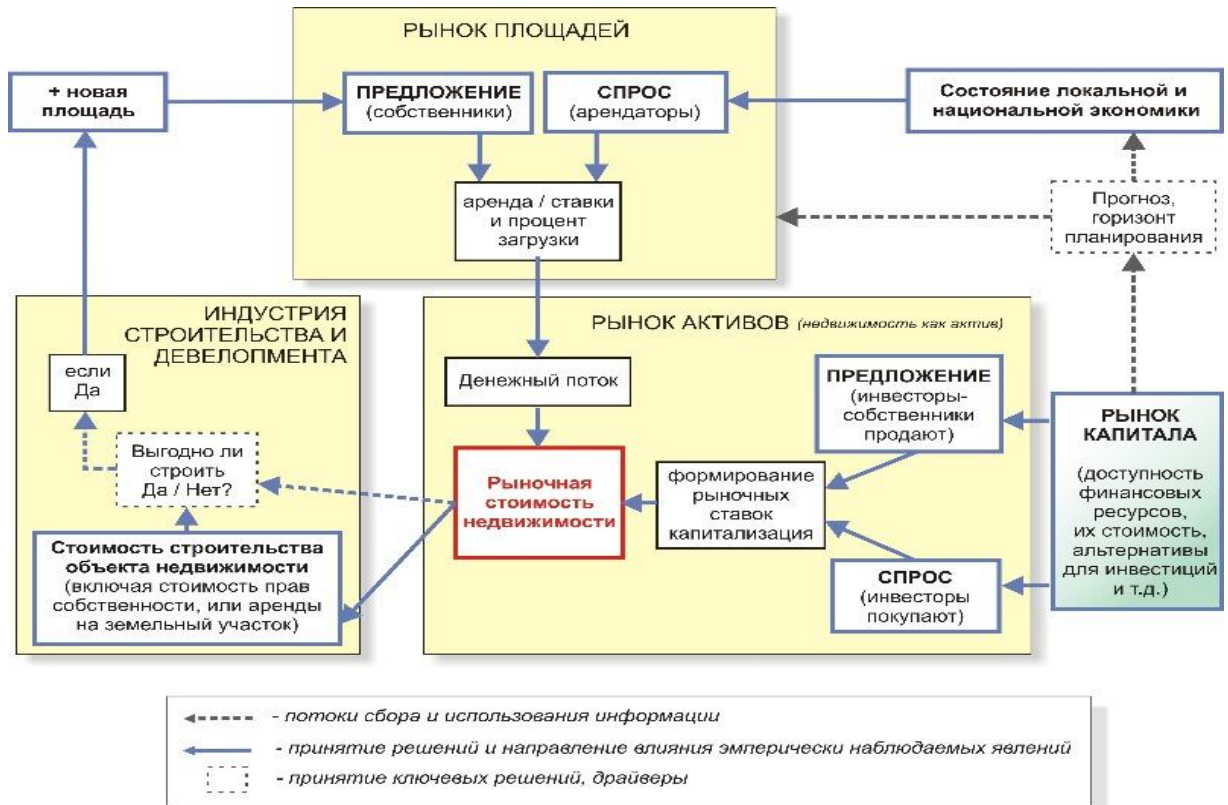 РЫНОК ПЛОЩАДЕЙ
+ новая
площадь
ПРЕДЛОЖЕНИЕ
(собственники)
СПРОС
(арендаторы)
Состояние локальной и
национальной экономики
аренда / ставки
и процент
загрузки
Прогноз,
горизонт
планирования
ИНДУСТРИЯ
СТРОИТЕЛЬСТВА И
ДЕВЕЛОПМЕНТА
если
Да
Выгодно ли
строить
Да / Нет?
Стоимость строительства
объекта недвижимости
(включая стоимость прав
собственности, или аренды
на земельный участок)
РЫНОК АКТИВОВ (недвижимость как актив)
Денежный поток
Рыночная
стоимость
недвижимости
формирование
рыночных
ставок
капитализация
ПРЕДЛОЖЕНИЕ
(инвесторы-
собственники
продают)
СПРОС
(инвесторы
покупают)
РЫНОК
КАПИТАЛА
(доступность
финансовых
ресурсов,
их стоимость,
альтернативы
для инвестиций
и т.д.)
- потоки сбора и использования информации
- принятие решений и направление влияния эмперически наблюдаемых явлений
- принятие ключевых решений, драйверы